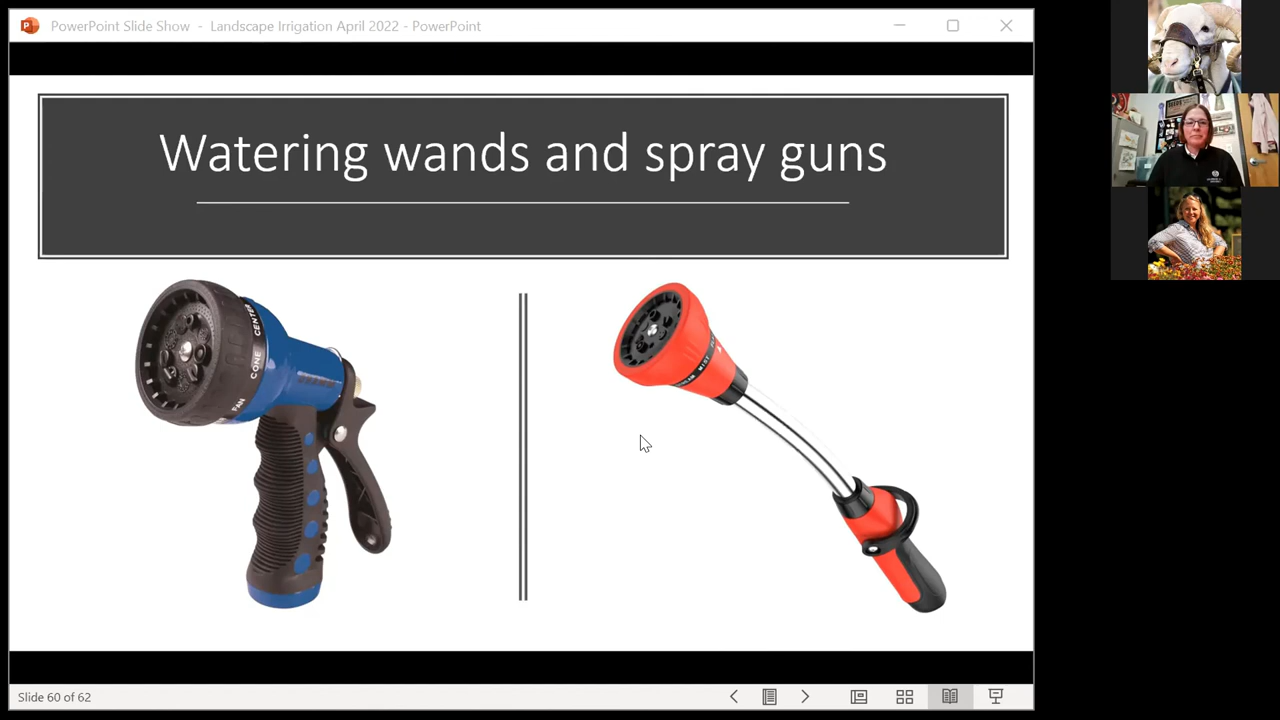 PowerPoint Slide Show - Landscape Irrigation April 2022 - PowerPoint
Watering wands and spray guns
CENTER
CONE
FAN
MIST
Slide 60 of 62